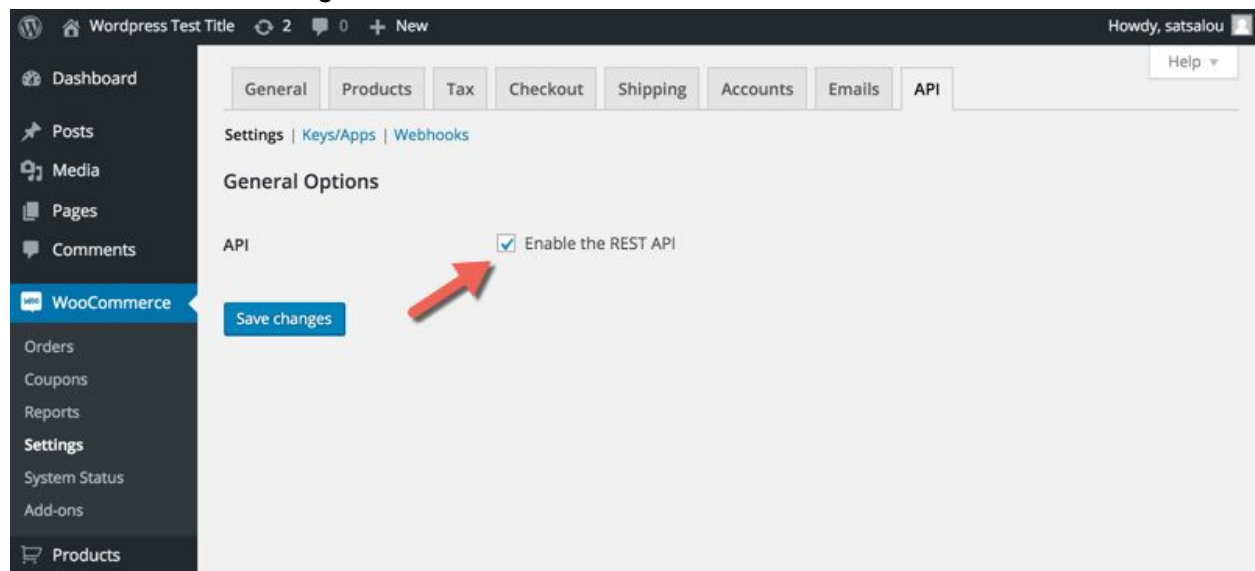 Wordpress Test Title 2 0 + New Howdy, satsalou
Help
Dashboard
General Products Tax Checkout Shipping Accounts Emails API
Posts
Settings | Keys/Apps | Webhooks
Media
General Options
Pages
Comments
API Enable the REST API
WooCommerce
Save changes
Orders
Coupons
Reports
Settings
System Status
Add-ons
Products